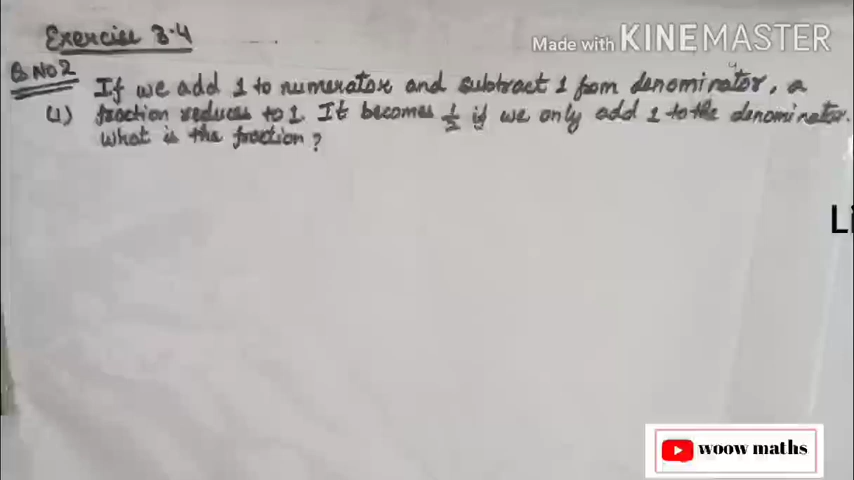 Exercise 3.4
Made with KINEMASTER
Q NO 2
If we add 1 to numerator and subtract 1 from denominator, a
(i) fraction reduces to 1. It becomes 1/2 if we only add 1 to the denominator.
What is the fraction?
Li
woow maths